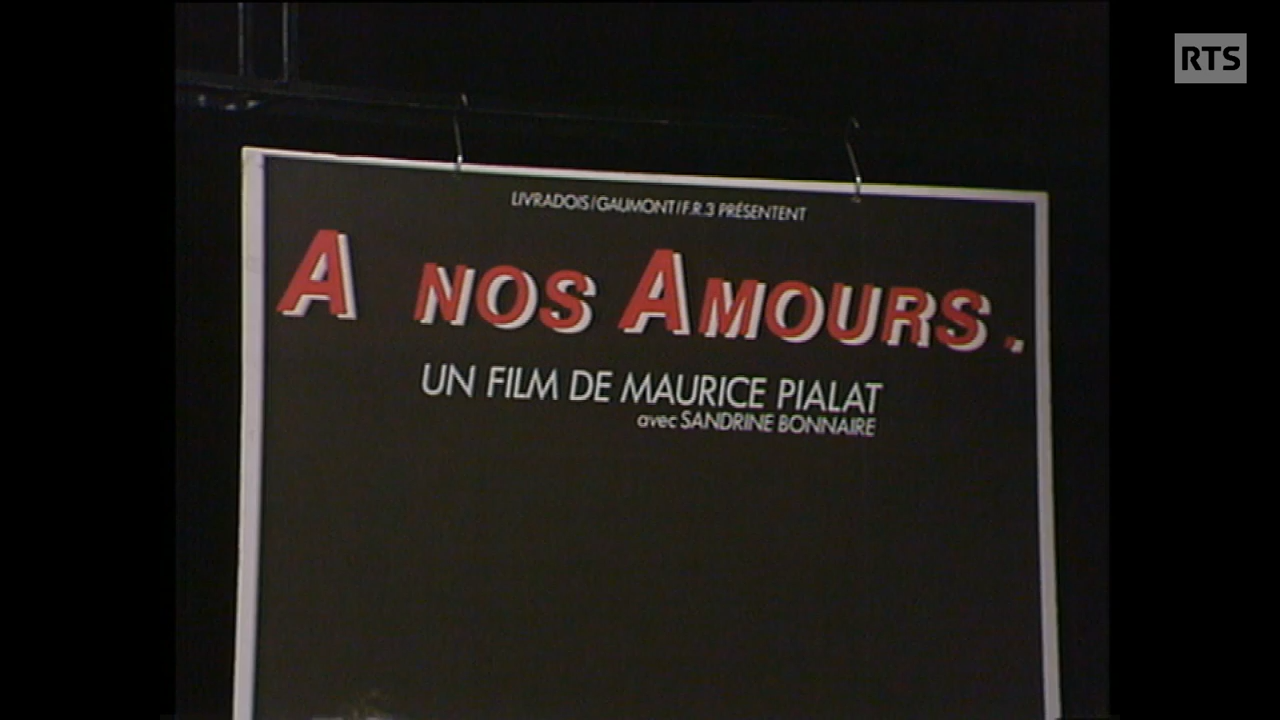 RTS
LIVRADOIS/GAUMONT/F.R.3 PRÉSENTENT
A NOS AMOURS.
UN FILM DE MAURICE PIALAT
avec SANDRINE BONNAIRE